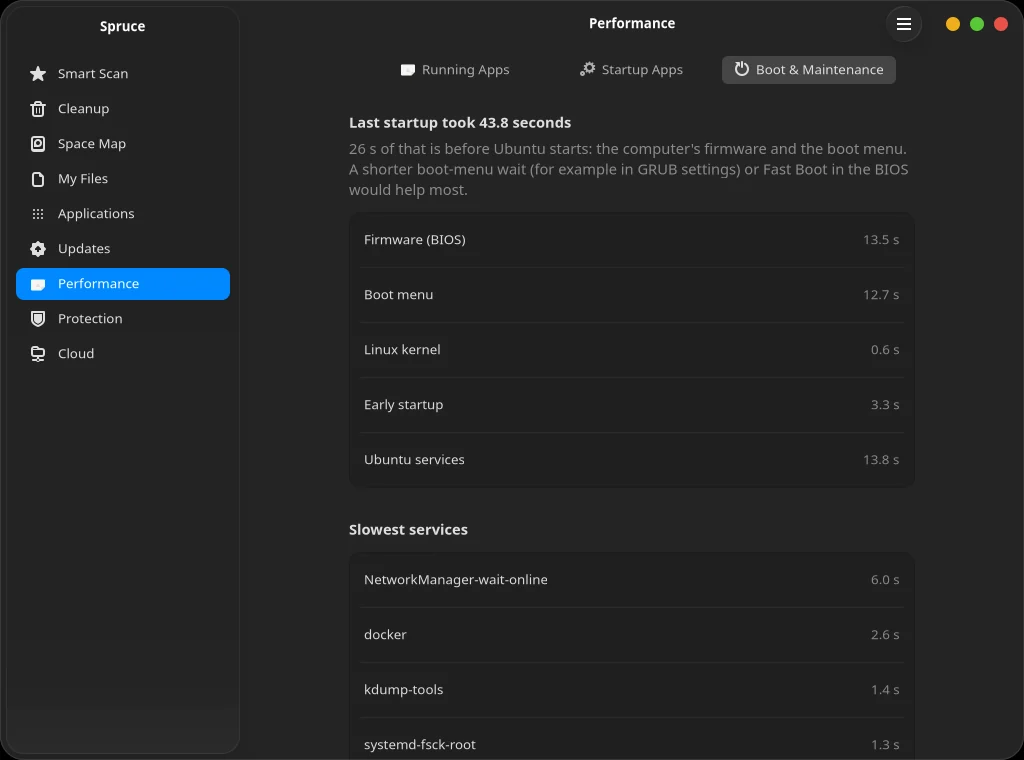 Spruce
Smart Scan
Cleanup
Space Map
My Files
Applications
Updates
Performance
Protection
Cloud
Performance
Running Apps
Startup Apps
Boot & Maintenance
Last startup took 43.8 seconds
26 s of that is before Ubuntu starts: the computer's firmware and the boot menu.
A shorter boot-menu wait (for example in GRUB settings) or Fast Boot in the BIOS
would help most.
Firmware (BIOS) 13.5 s
Boot menu 12.7 s
Linux kernel 0.6 s
Early startup 3.3 s
Ubuntu services 13.8 s
Slowest services
NetworkManager-wait-online 6.0 s
docker 2.6 s
kdump-tools 1.4 s
systemd-fsck-root 1.3 s